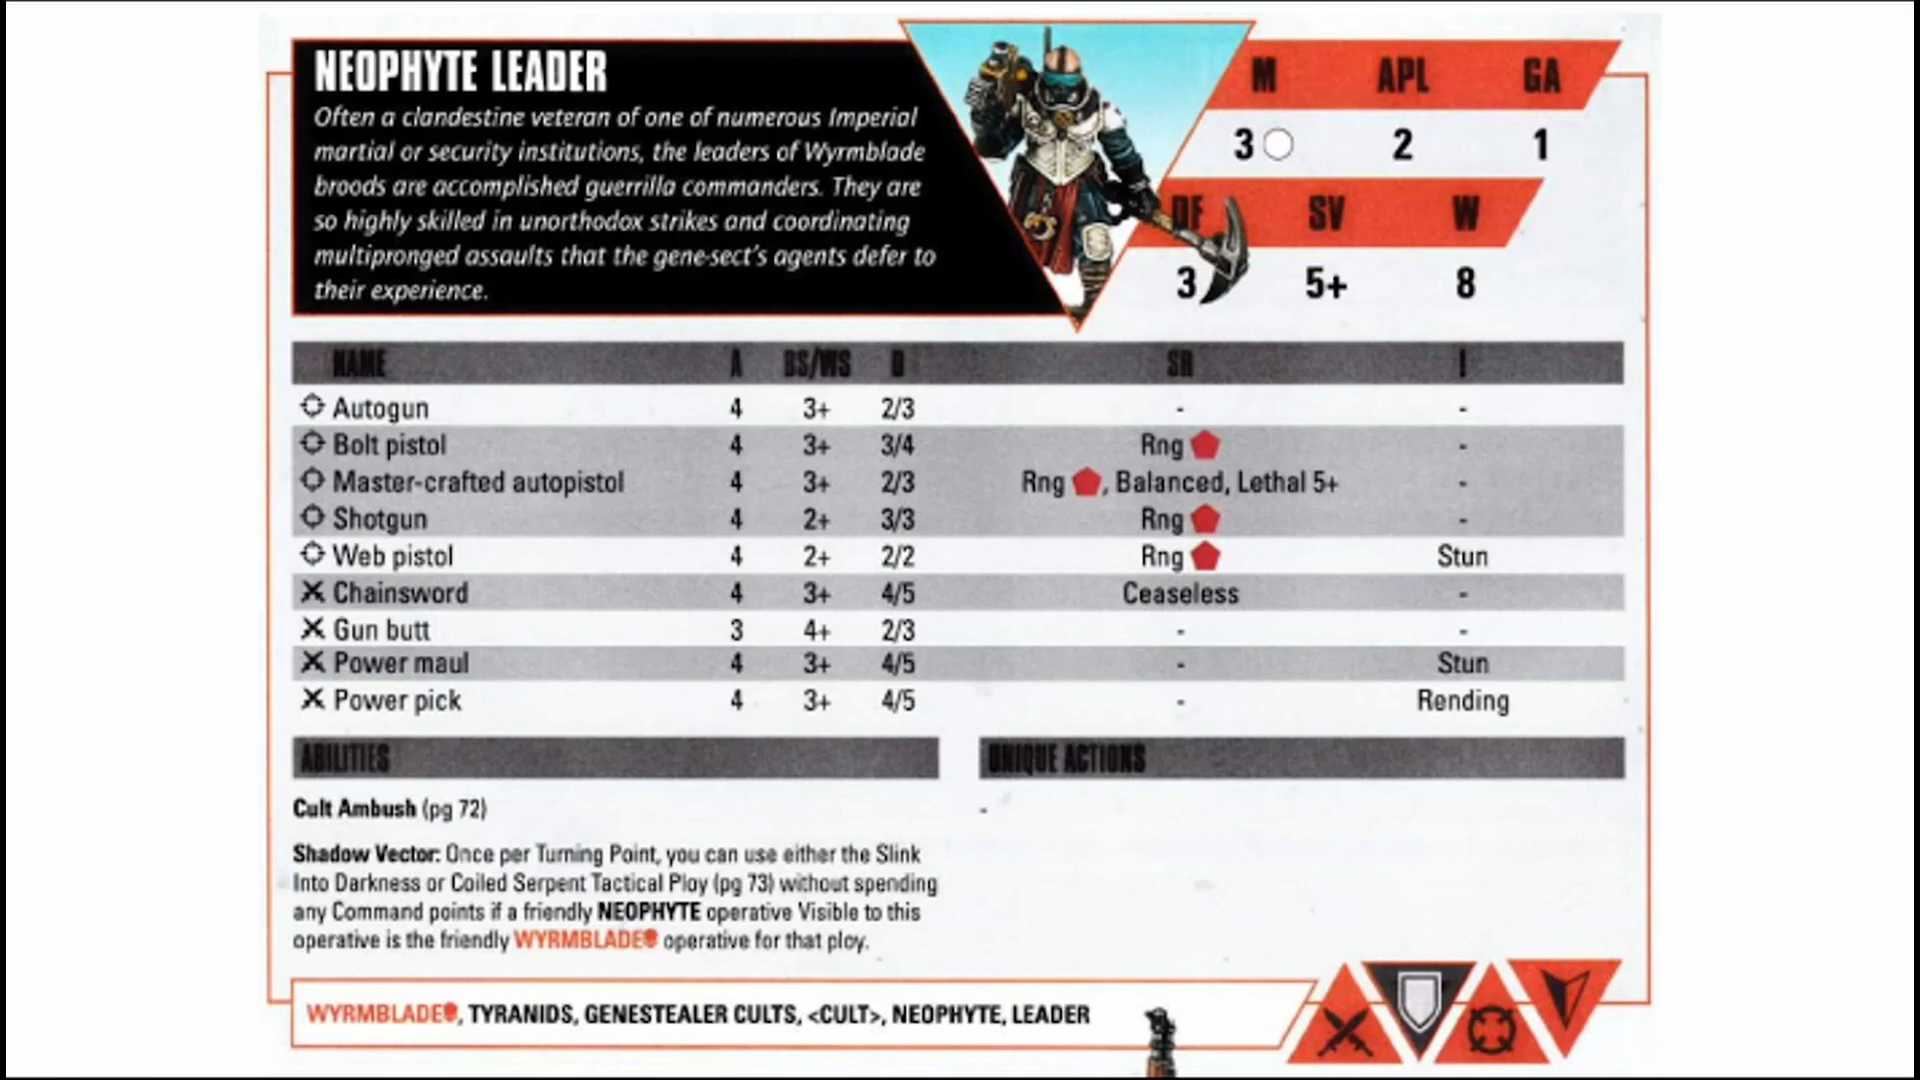 NEOPHYTE LEADER
Often a clandestine veteran of one of numerous Imperial
martial or security institutions, the leaders of Wyrmblade
broods are accomplished guerrilla commanders. They are
so highly skilled in unorthodox strikes and coordinating
multipronged assaults that the gene-sect's agents defer to
their experience.
M APL GA
3 2 1
DF SV W
3 5+ 8
NAME A BS/WS D SR !
Autogun 4 3+ 2/3 - -
Bolt pistol 4 3+ 3/4 Rng -
Master-crafted autopistol 4 3+ 2/3 Rng , Balanced, Lethal 5+ -
Shotgun 4 2+ 3/3 Rng -
Web pistol 4 2+ 2/2 Rng Stun
Chainsword 4 3+ 4/5 Ceaseless -
Gun butt 3 4+ 2/3 - -
Power maul 4 3+ 4/5 - Stun
Power pick 4 3+ 4/5 - Rending
ABILITIES
Cult Ambush (pg 72)
Shadow Vector: Once per Turning Point, you can use either the Slink
Into Darkness or Coiled Serpent Tactical Ploy (pg 73) without spending
any Command points if a friendly NEOPHYTE operative Visible to this
operative is the friendly WYRMBLADE operative for that ploy.
UNIQUE ACTIONS
-
WYRMBLADE, TYRANIDS, GENESTEALER CULTS, <CULT>, NEOPHYTE, LEADER